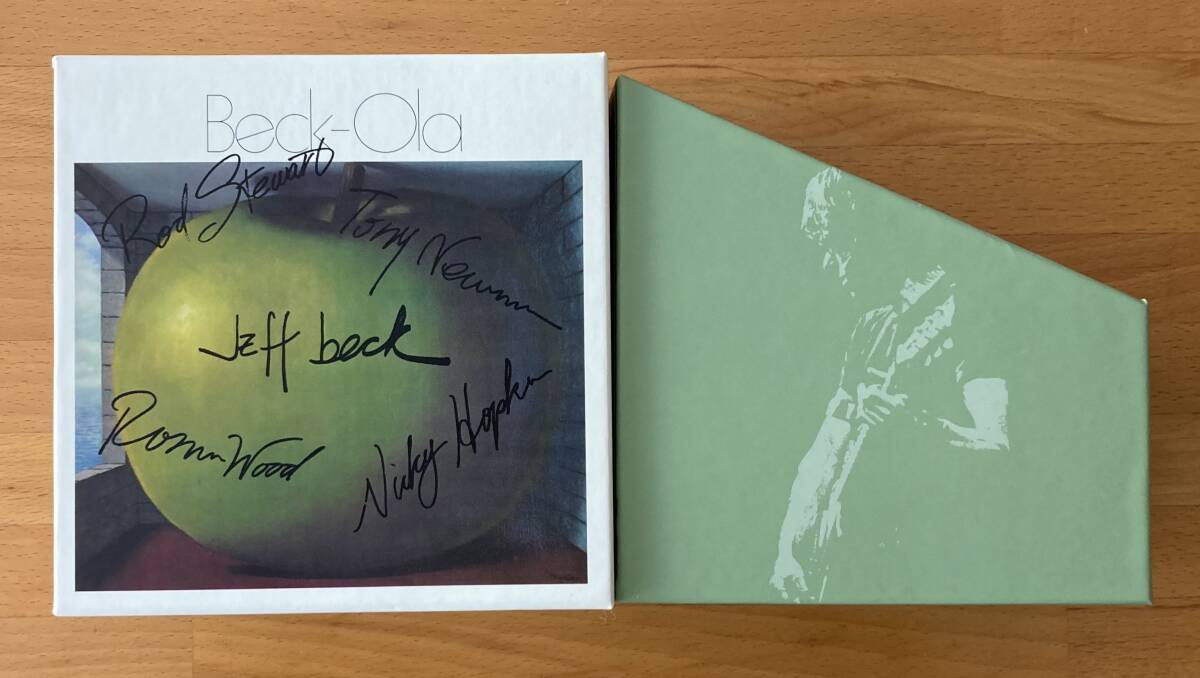 Beck-Ola
Rod Stewart
Tony Newman
Jeff beck
Ronnie Wood
Nicky Hopkins